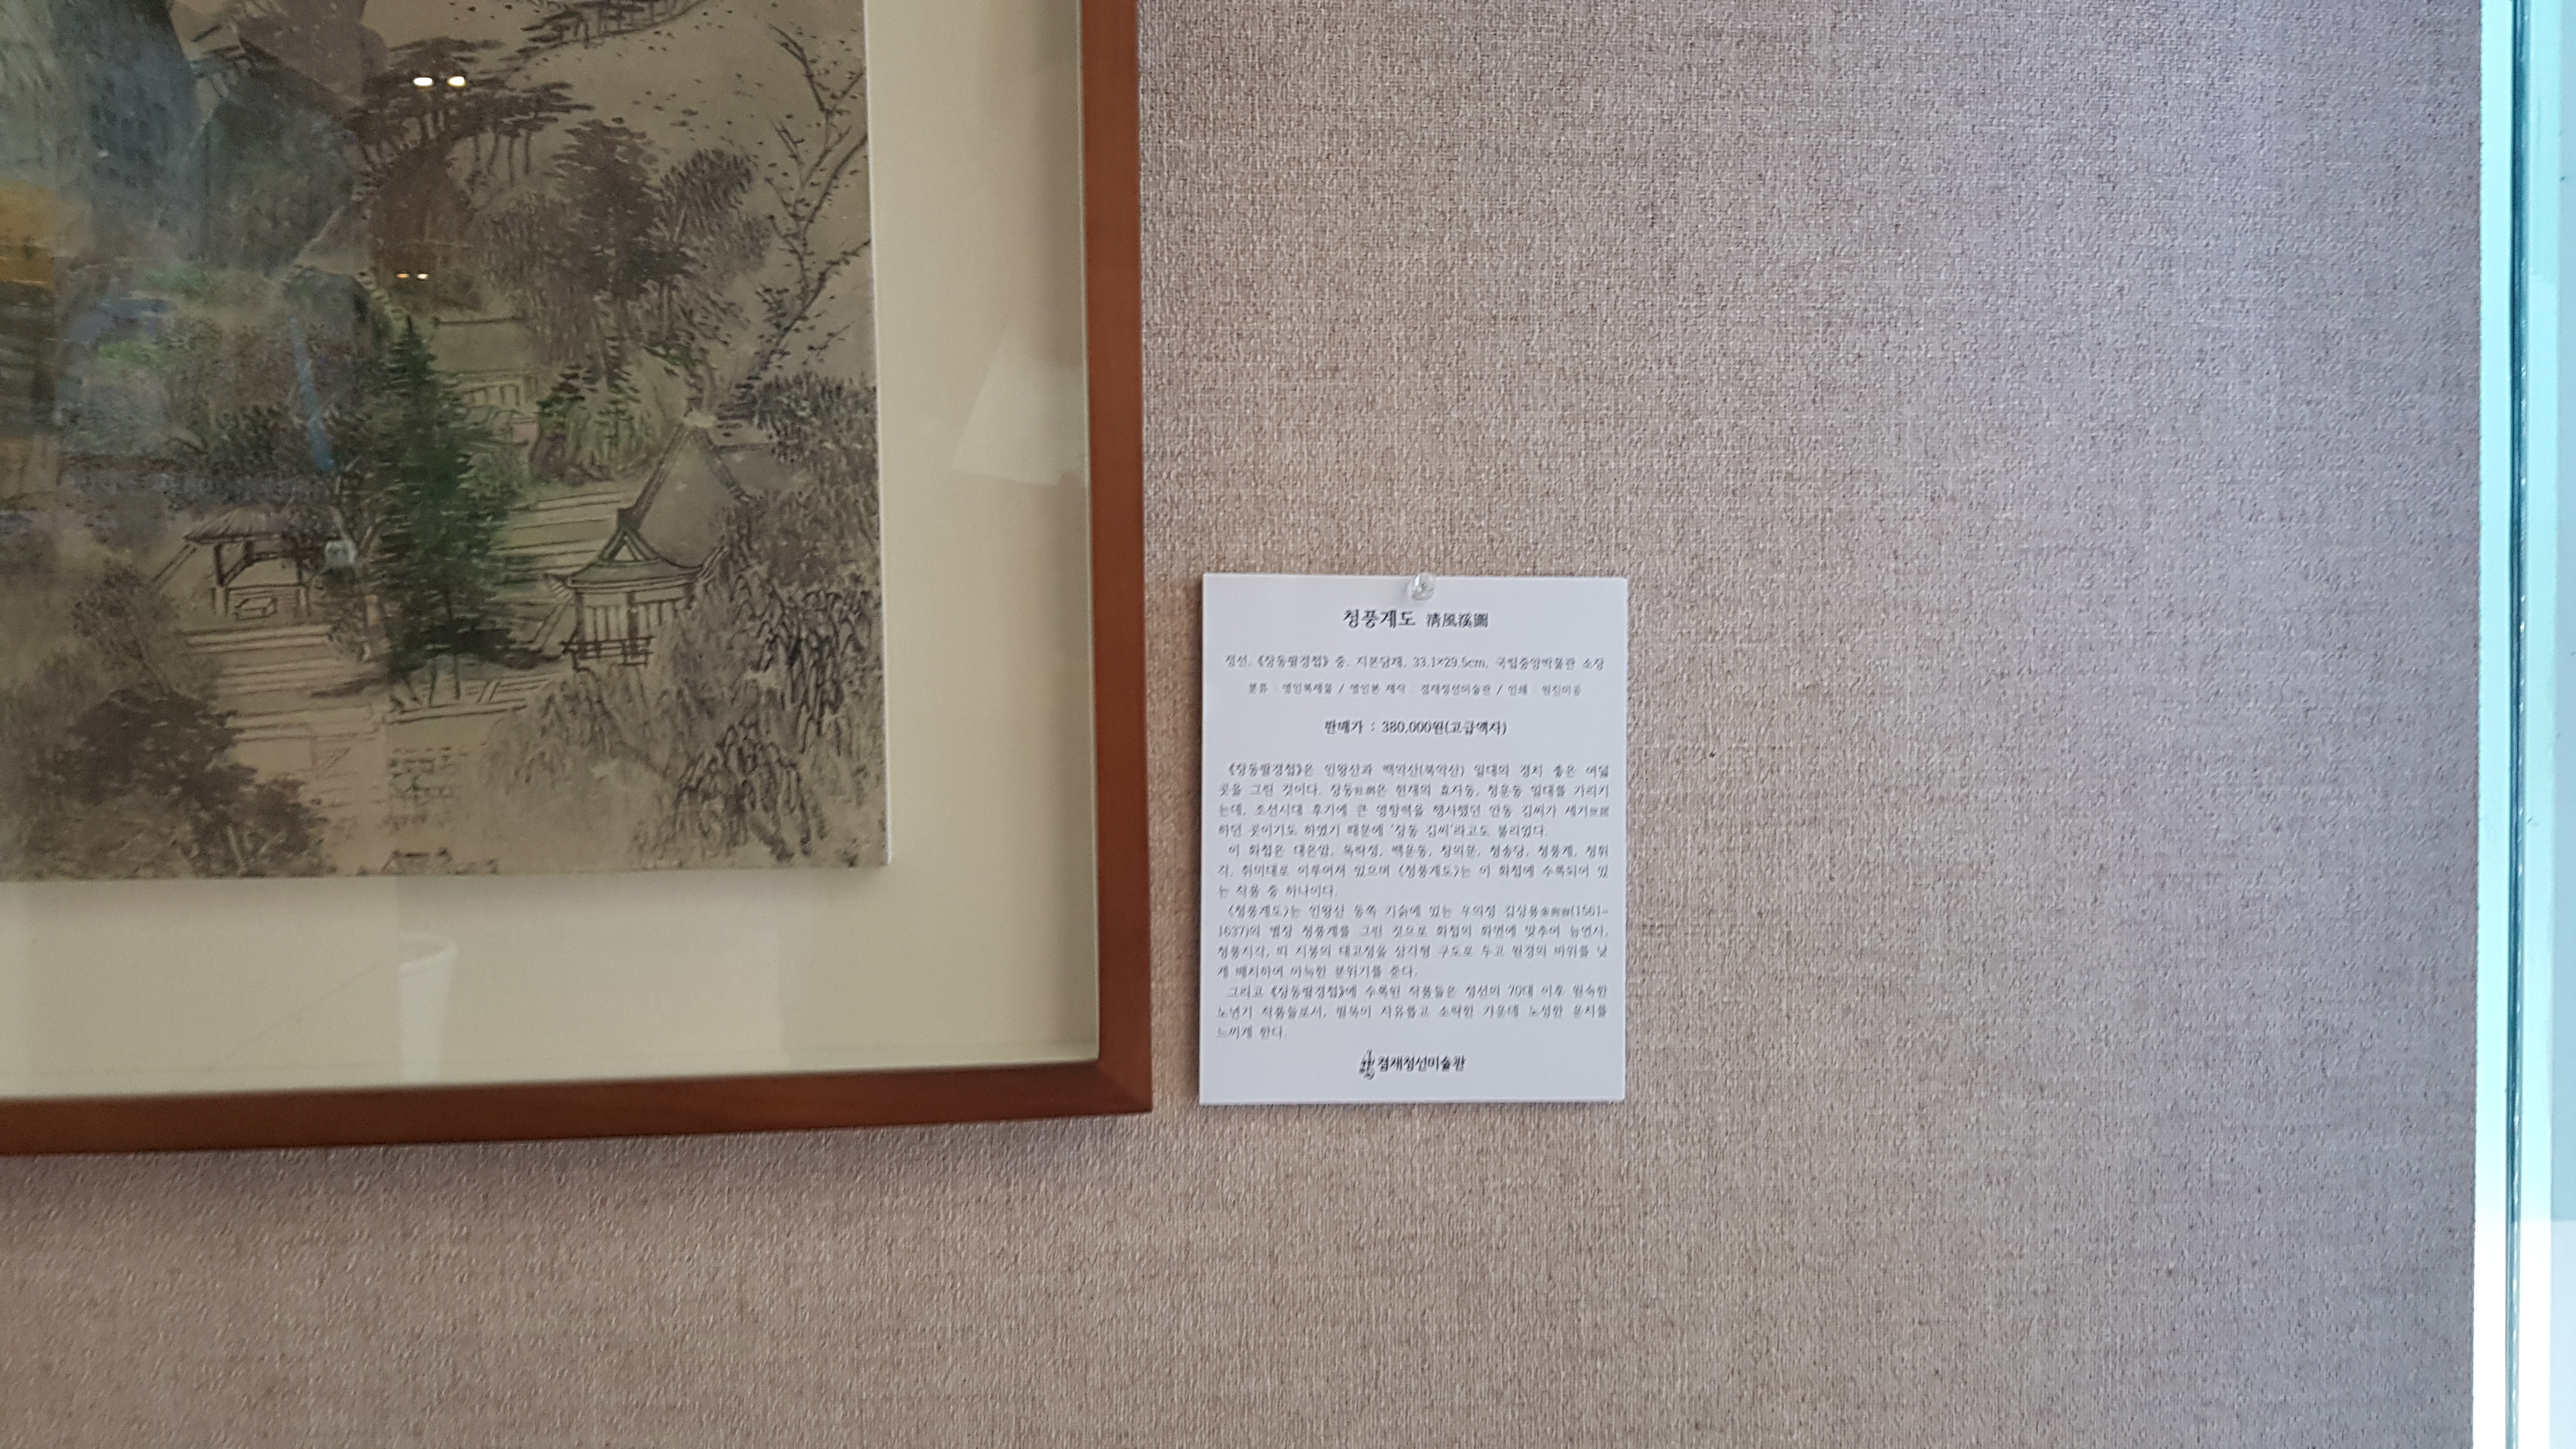 청풍계도 淸風溪圖
정선, 《장동팔경첩》 중, 지본담채, 33.1×29.5cm, 국립중앙박물관 소장
분류 : 영인복제물 / 영인본 제작 : 겸재정선미술관 / 인쇄 :
판매가 : 380,000원(고급액자)
《장동팔경첩》은 인왕산과 백악산(북악산) 일대의 경치 좋은 여덟
곳을 그린 것이다. 장동壯洞은 현재의 효자동, 청운동 일대를 가리키
는데, 조선시대 후기에 큰 영향력을 행사했던 안동 김씨가 세거世居
하던 곳이기도 하였기 때문에 '장동 김씨'라고도 불리었다.
이 화첩은 대은암, 독락정, 백운동, 창의문, 청송당, 청풍계, 청휘
각, 취미대로 이루어져 있으며 〈청풍계도〉는 이 화첩에 수록되어 있
는 작품 중 하나이다.
〈청풍계도〉는 인왕산 동쪽 기슭에 있는 우의정 김상용金尙容(1561-
1637)의 별장 청풍계를 그린 것으로 화첩의 화면에 맞추어 늠연사,
청풍지각, 띠 지붕의 태고정을 삼각형 구도로 두고 원경의 바위를 낮
게 배치하여 아늑한 분위기를 준다.
그리고 《장동팔경첩》에 수록된 작품들은 정선의 70대 이후 원숙한
노년기 작품들로서, 필묵이 자유롭고 소략한 가운데 노성한 운치를
느끼게 한다.
겸재정선미술관